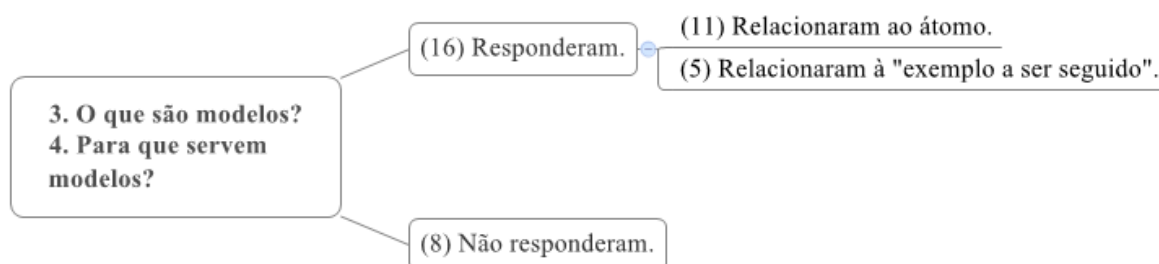 (11) Relacionaram ao átomo.
(16) Responderam.
(5) Relacionaram à "exemplo a ser seguido".
3. O que são modelos?
4. Para que servem
modelos?
(8) Não responderam.